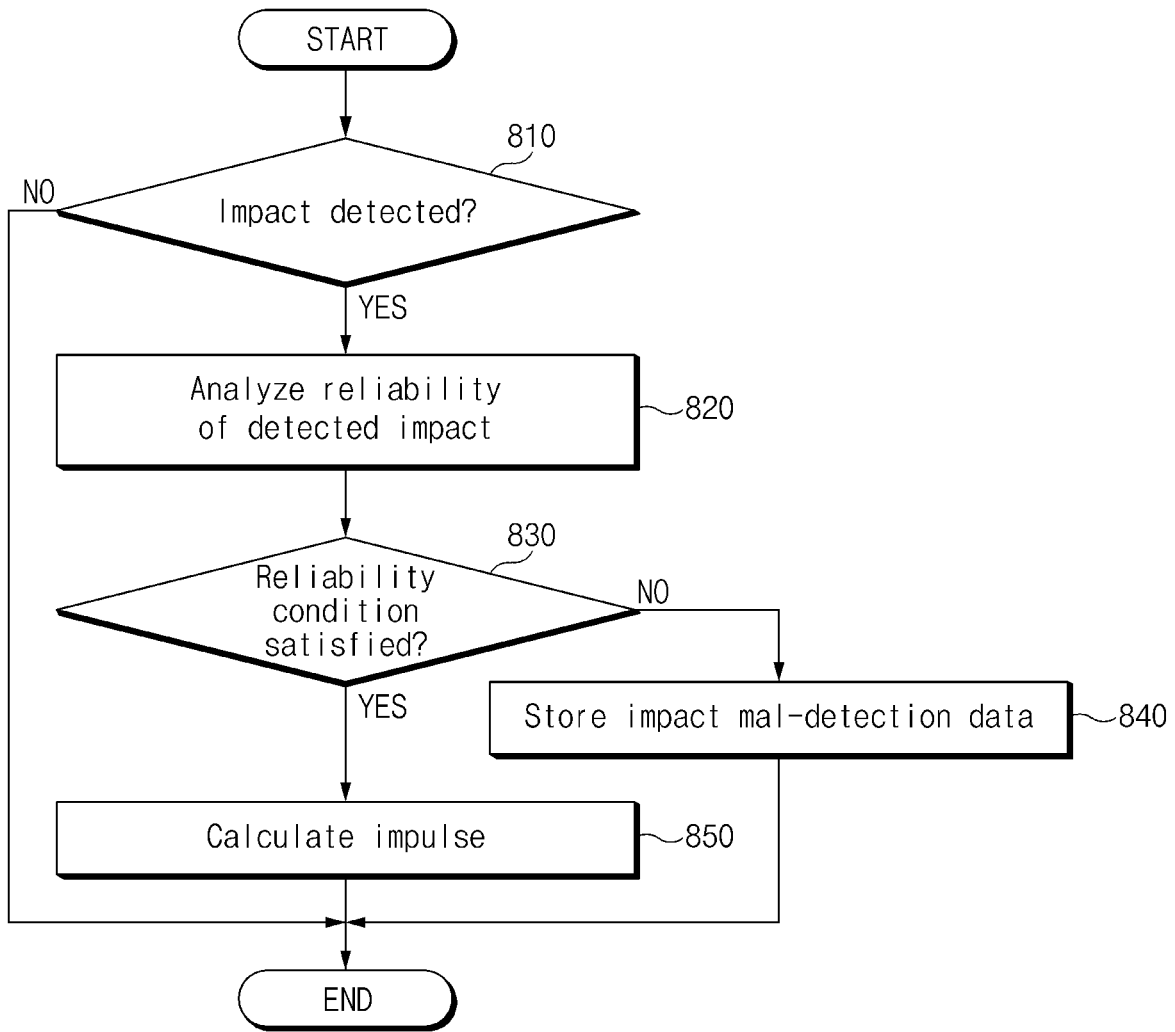 START
810
NO
Impact detected?
YES
Analyze reliability
of detected impact
820
830
Reliability
condition
satisfied?
NO
YES
Store impact mal-detection data
840
Calculate impulse
850
END